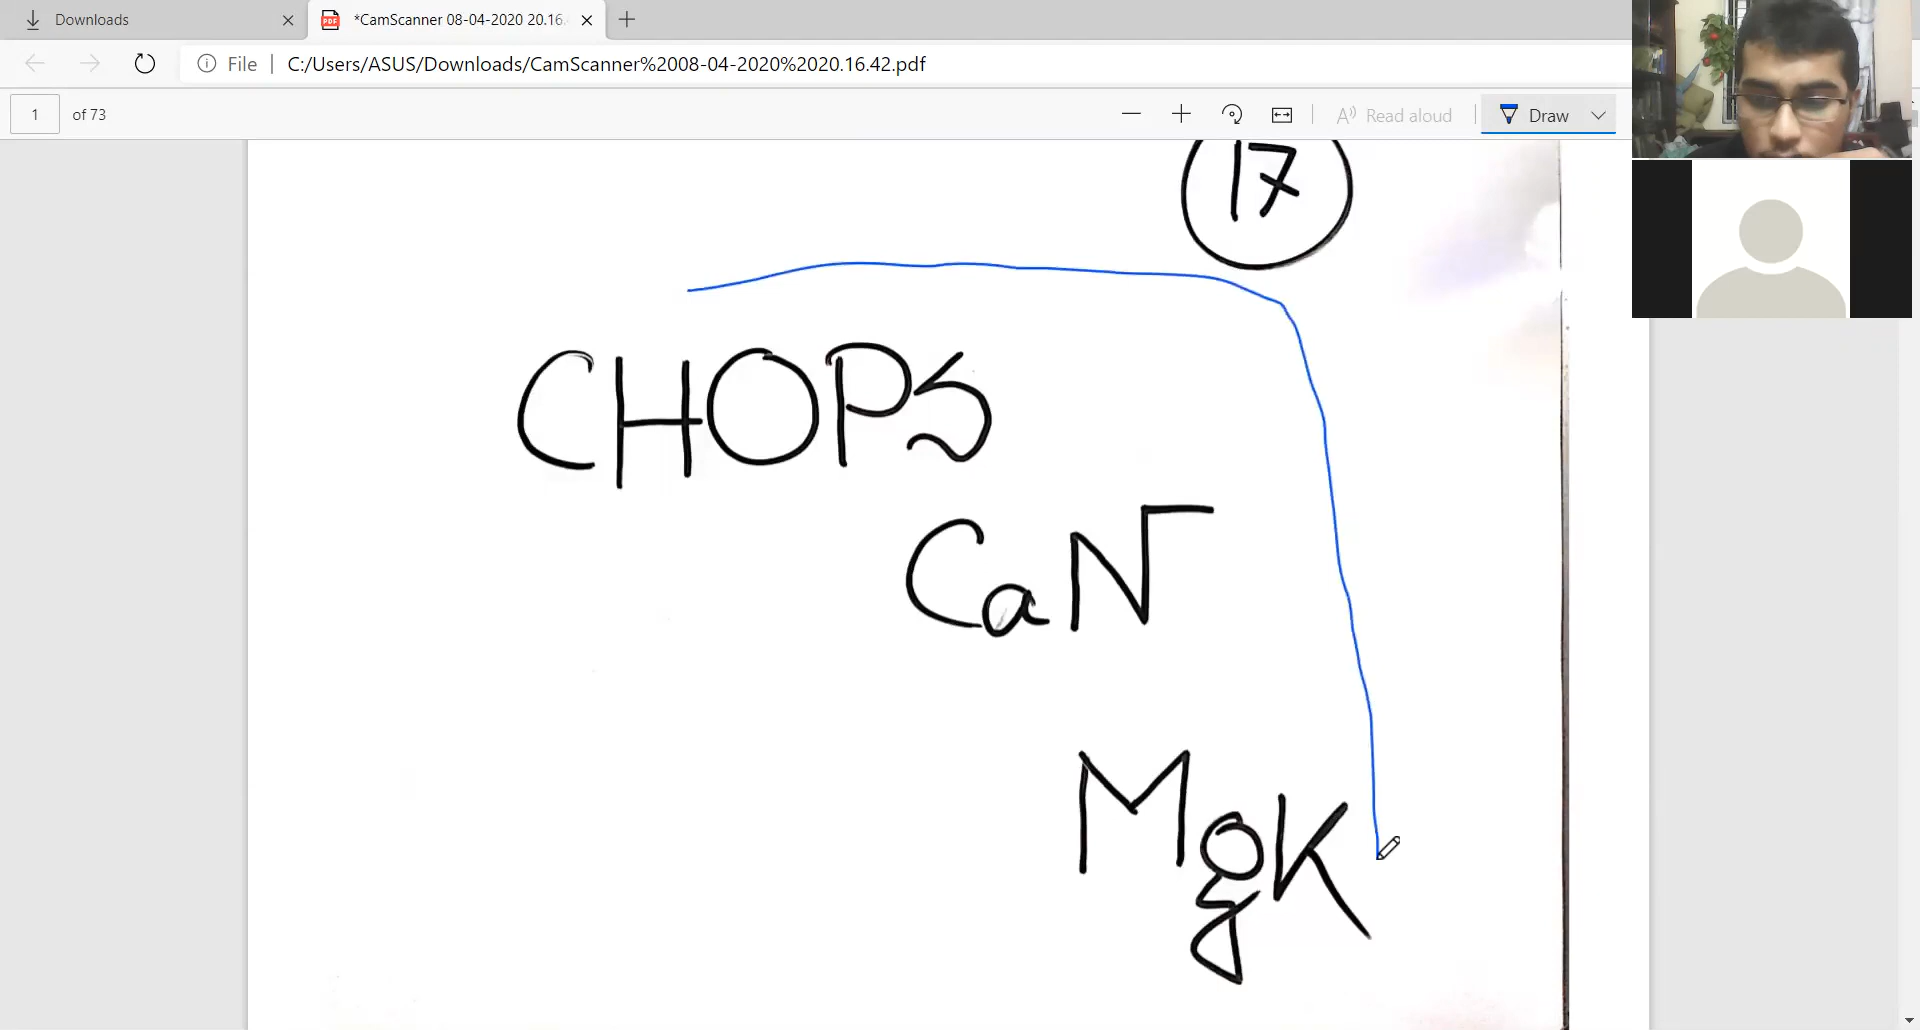 Downloads
*CamScanner 08-04-2020 20.16.
File
C:/Users/ASUS/Downloads/CamScanner%2008-04-2020%2020.16.42.pdf
1 of 73
Read aloud
Draw
17
CHOPS
CaN
MgK